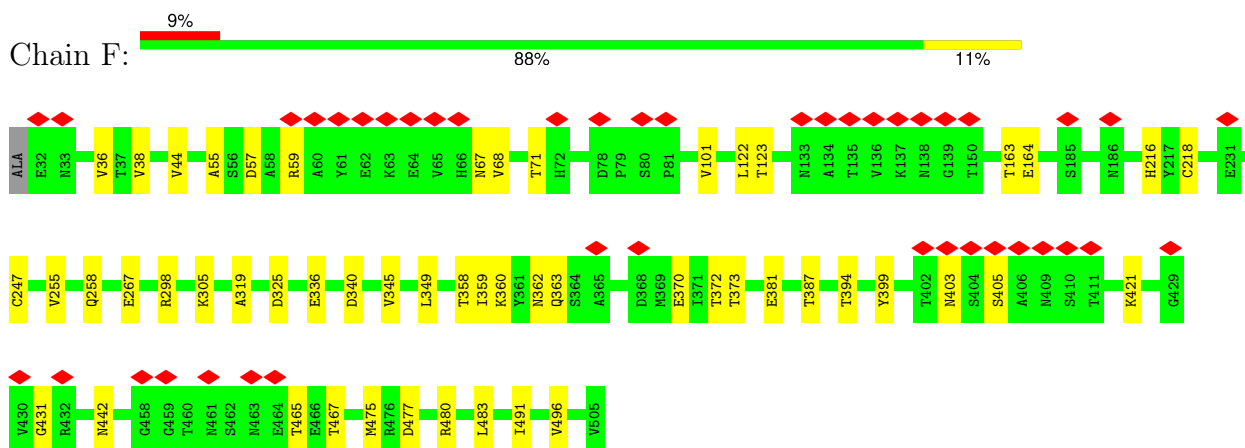 9%
Chain F:
88% 11%
ALA E32 N33 V36 T37 V38 V44 A55 S56 D57 A58 R59 A60 Y61 E62 K63 E64 V65 H66 N67 V68 T71 H72 D78 P79 S80 P81 V101 L122 T123 N133 A134 T135 V136 K137 N138 G139 T150 T163 E164 S185 N186 H216 Y217 C218 E231
C247 V255 Q258 E267 R298 K305 A319 D325 E336 D340 V345 L349 T358 I359 K360 Y361 N362 Q363 S364 A365 D368 M369 E370 I371 T372 T373 E381 T387 T394 Y399 T402 N403 S404 S405 A406 N409 S410 T411 K421 G429
V430 G431 R432 N442 G458 G459 T460 N461 S462 N463 E464 T465 E466 T467 M475 R476 D477 R480 L483 I491 V496 V505